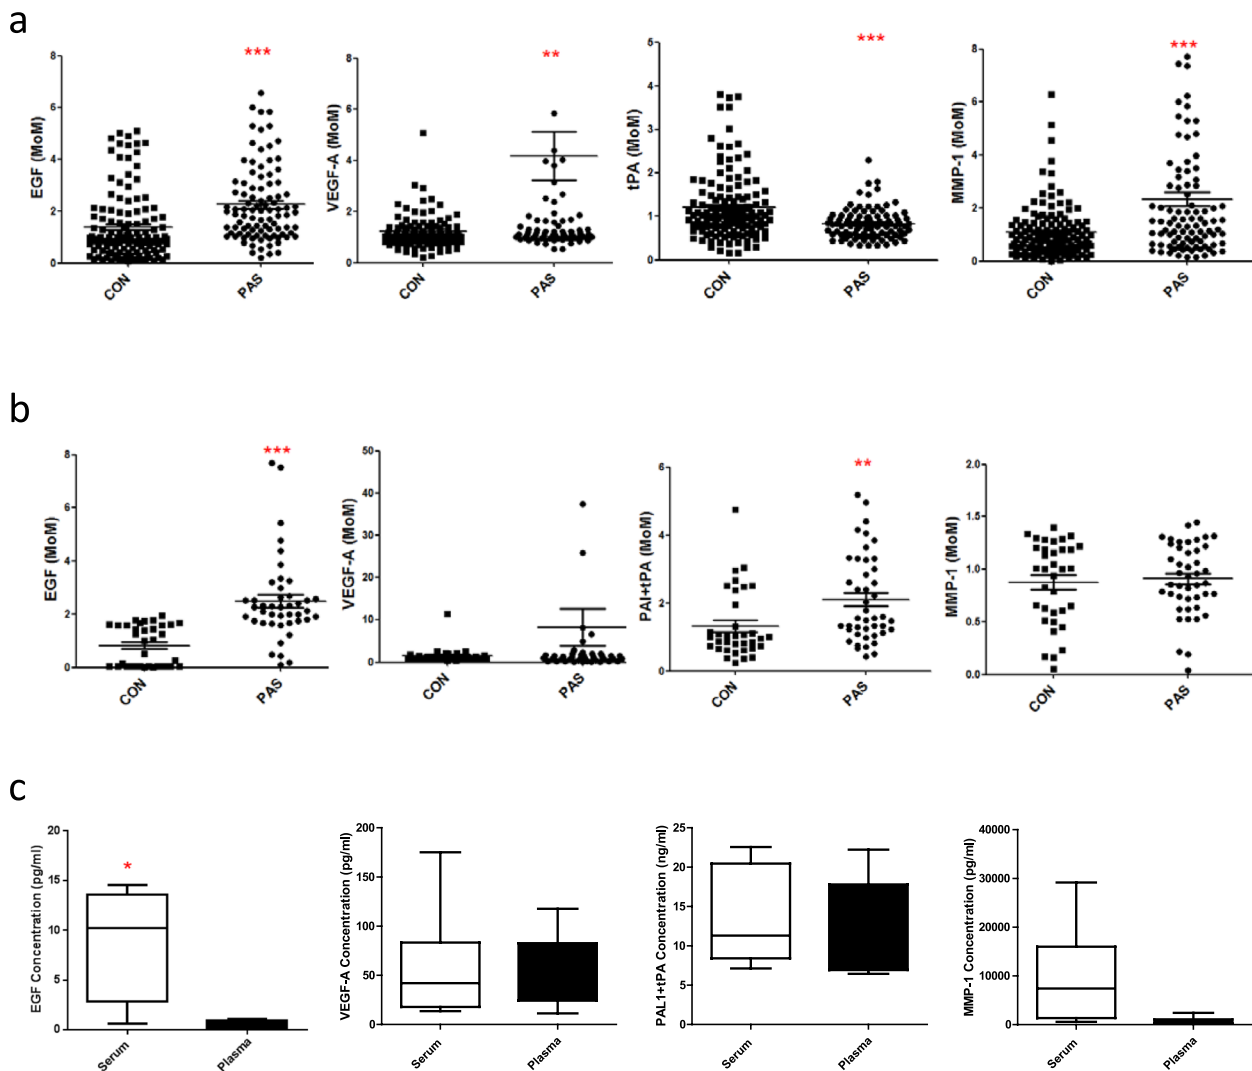 a
EGF (MoM)
8
6
4
2
0
***
CON
PAS
VEGF-A (MoM)
8
6
4
2
0
**
CON
PAS
tPA (MoM)
5
4
3
2
1
0
***
CON
PAS
MMP-1 (MoM)
8
6
4
2
0
***
CON
PAS
b
EGF (MoM)
8
6
4
2
0
***
CON
PAS
VEGF-A (MoM)
50
40
30
20
10
0
CON
PAS
PAI+tPA (MoM)
6
4
2
0
**
CON
PAS
MMP-1 (MoM)
2.0
1.5
1.0
0.5
0.0
CON
PAS
c
EGF Concentration (pg/ml)
20
15
10
5
0
*
Serum
Plasma
VEGF-A Concentration (pg/ml)
200
150
100
50
0
Serum
Plasma
PAL1+tPA Concentration (ng/ml)
25
20
15
10
5
0
Serum
Plasma
MMP-1 Concentration (pg/ml)
40000
30000
20000
10000
0
Serum
Plasma